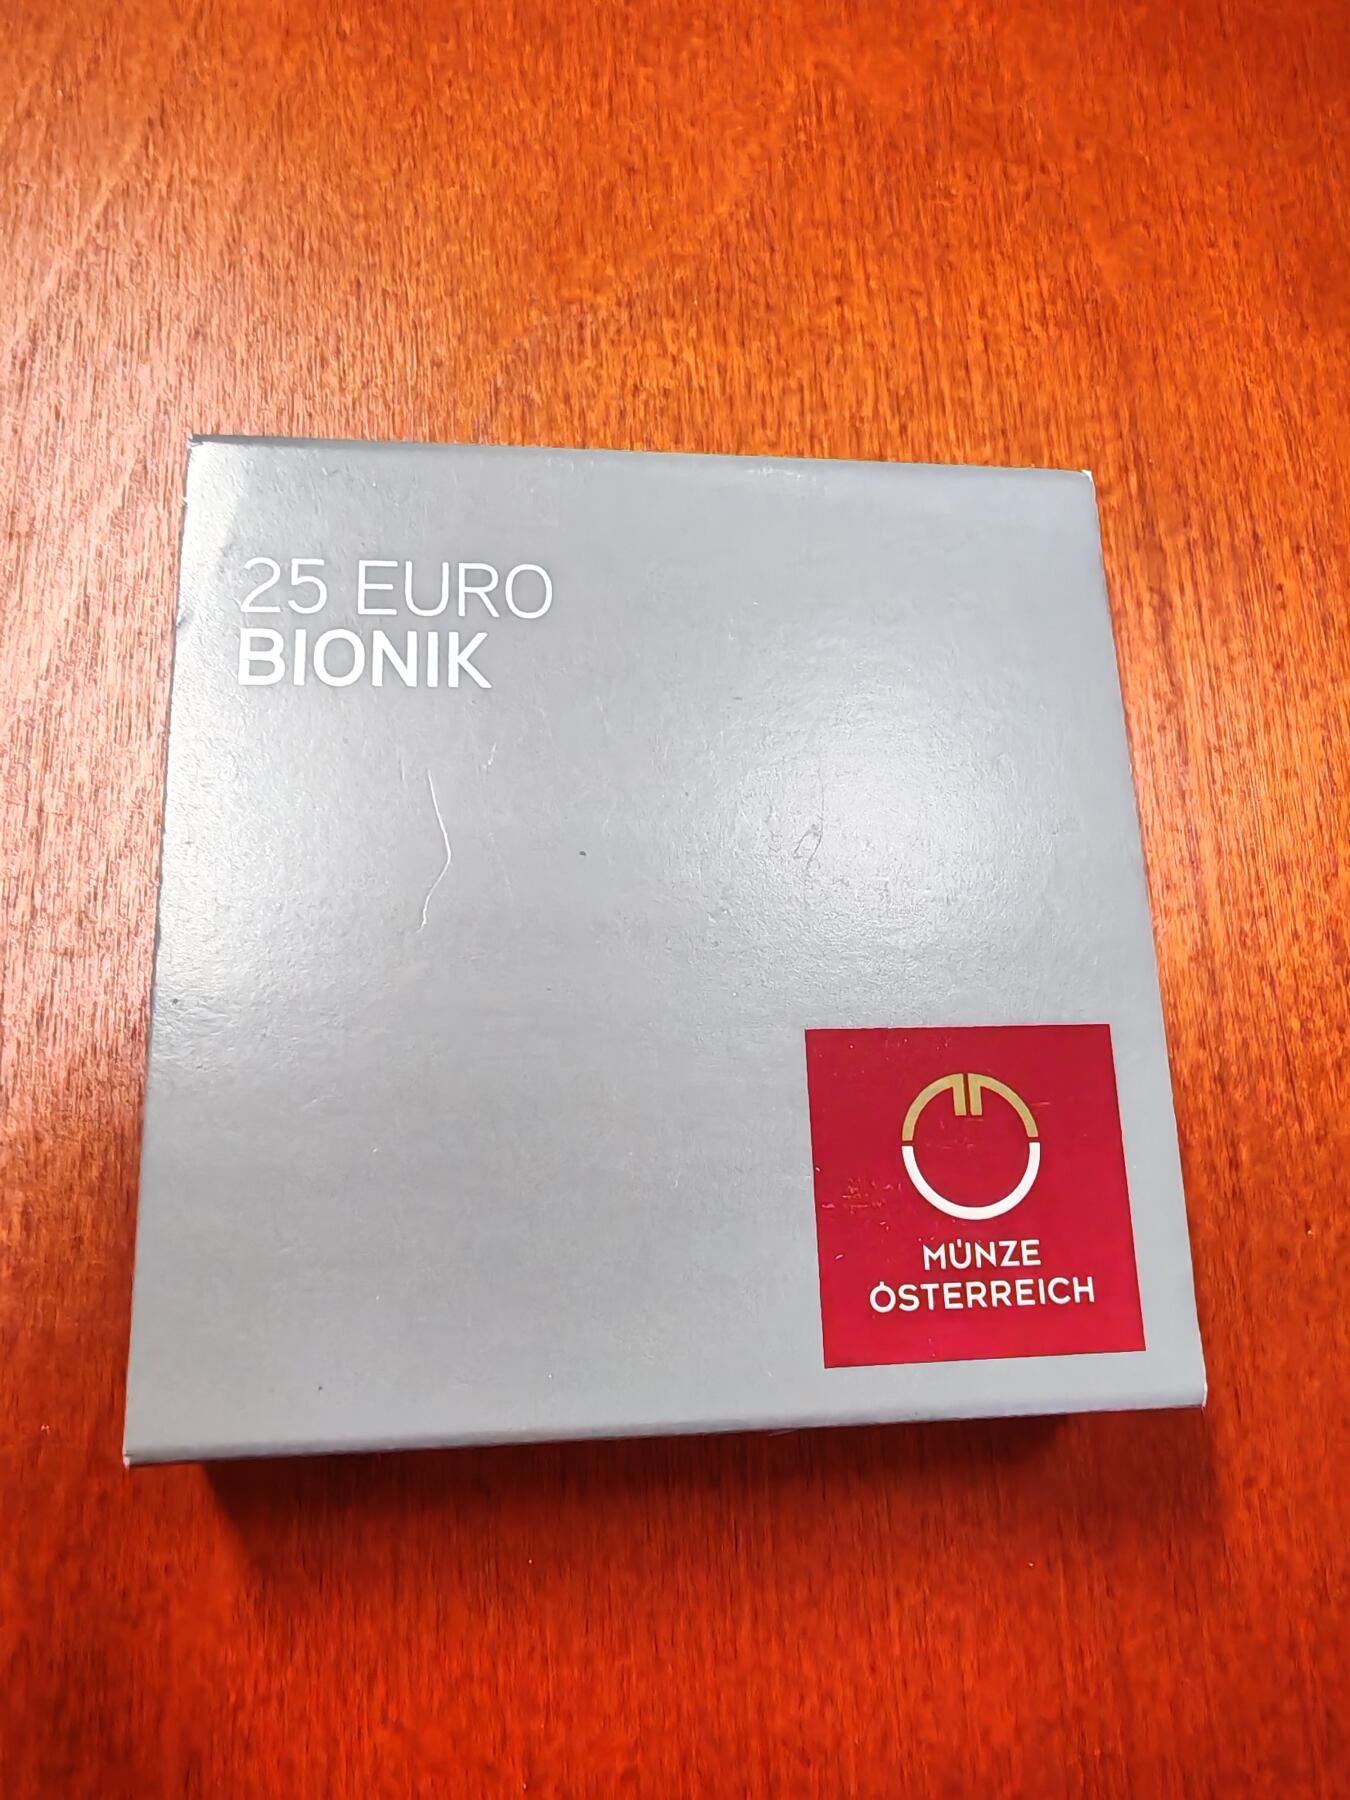 25 EURO
BIONIK
MÜNZE
ÖSTERREICH